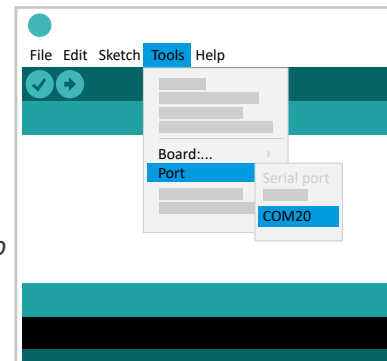 File Edit Sketch Tools Help
Board:...
Port
Serial port
COM20